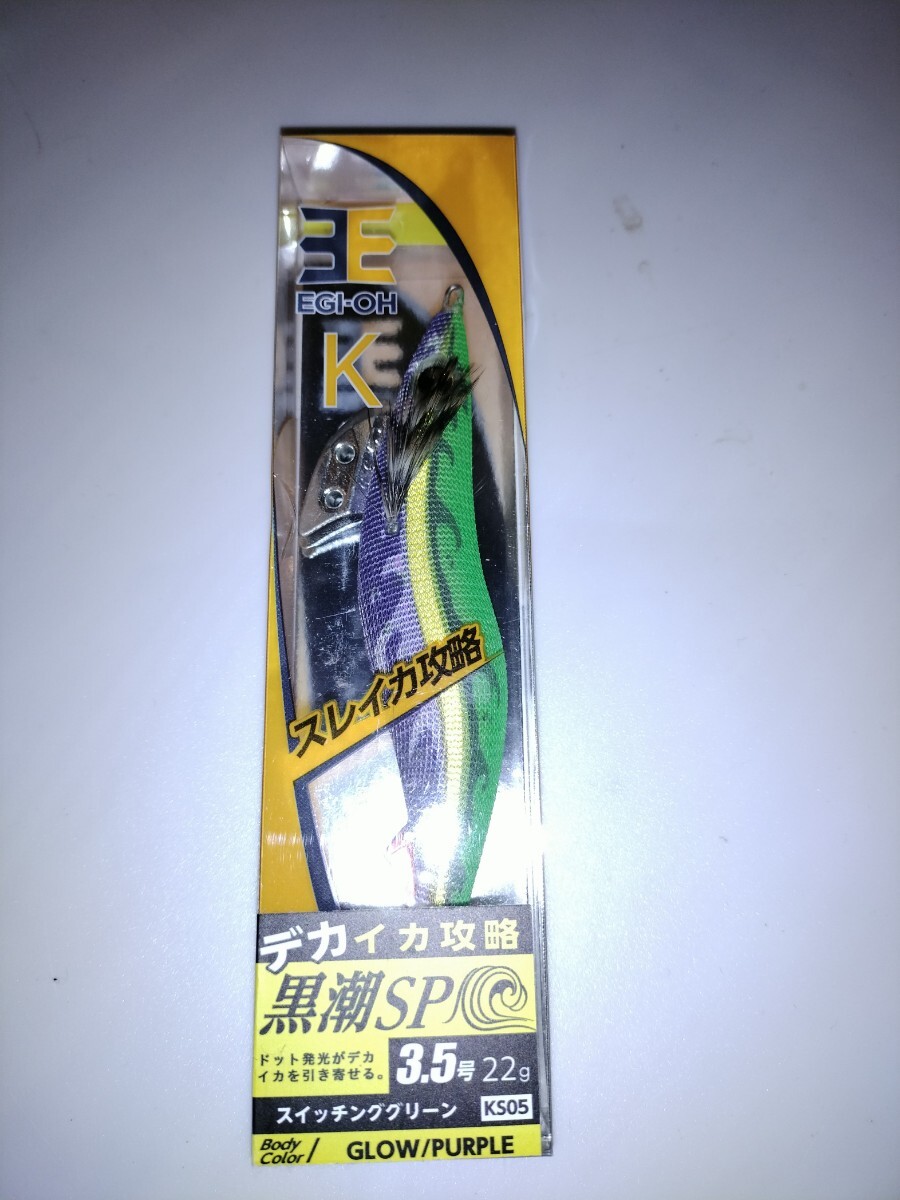 EGI-OH
K
スレイカ攻略
デカイカ攻略
黒潮SP
ドット発光がデカ
イカを引き寄せる。
3.5号 22g
スイッチンググリーン KS05
Body Color/ GLOW/PURPLE